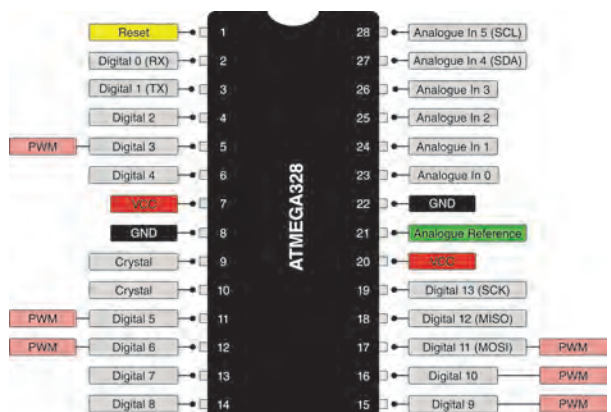 Reset 1 28 Analogue In 5 (SCL)
Digital 0 (RX) 2 27 Analogue In 4 (SDA)
Digital 1 (TX) 3 26 Analogue In 3
Digital 2 4 25 Analogue In 2
PWM Digital 3 5 24 Analogue In 1
Digital 4 6 23 Analogue In 0
VCC 7 22 GND
GND 8 21 Analogue Reference
Crystal 9 20 VCC
Crystal 10 19 Digital 13 (SCK)
PWM Digital 5 11 18 Digital 12 (MISO)
PWM Digital 6 12 17 Digital 11 (MOSI) PWM
Digital 7 13 16 Digital 10 PWM
Digital 8 14 15 Digital 9 PWM
ATMEGA328